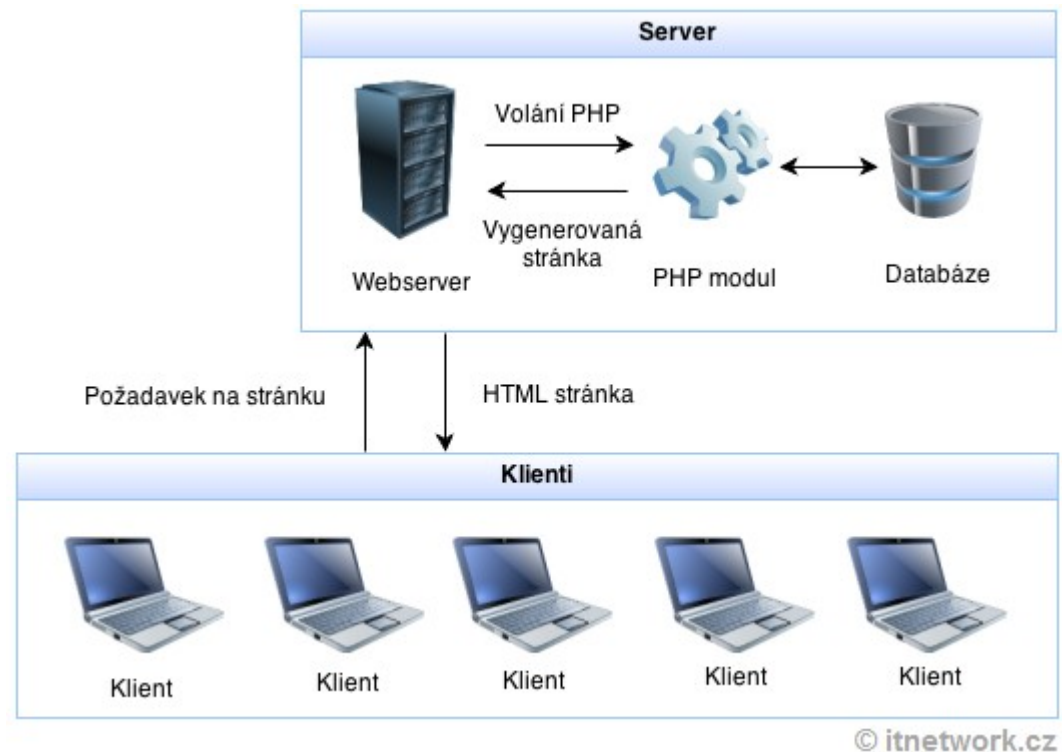 Server
Volání PHP
Vygenerovaná
stránka
Webserver
PHP modul
Databáze
Požadavek na stránku
HTML stránka
Klienti
Klient
Klient
Klient
Klient
Klient
© itnetwork.cz